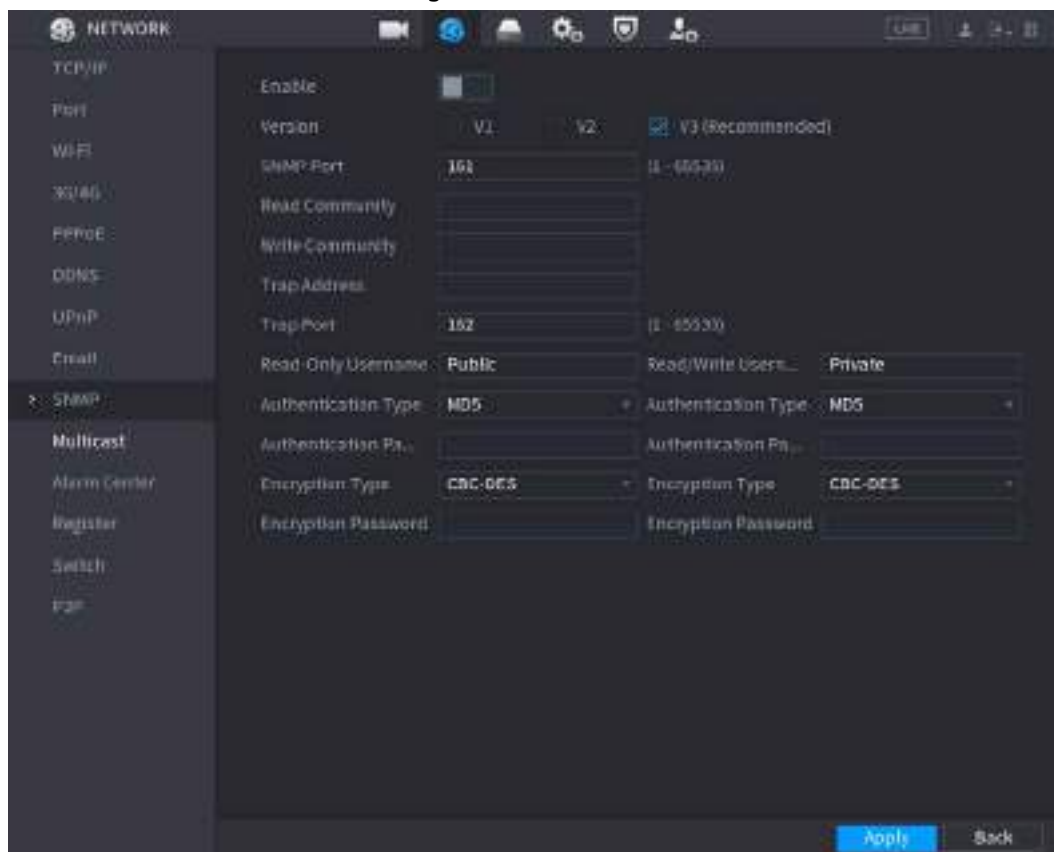 NETWORK
LIVE
TCP/IP
Port
Wi-Fi
3G/4G
PPPoE
DDNS
UPnP
Email
SNMP
Multicast
Alarm Center
Register
Switch
P2P
Enable
Version V1 V2 V3 (Recommended)
SNMP Port 161 (1 - 65535)
Read Community
Write Community
Trap Address
Trap Port 162 (1 - 65535)
Read-Only Username Public Read/Write Usern... Private
Authentication Type MD5 Authentication Type MD5
Authentication Pa... Authentication Pa...
Encryption Type CBC-DES Encryption Type CBC-DES
Encryption Password Encryption Password
Apply Back